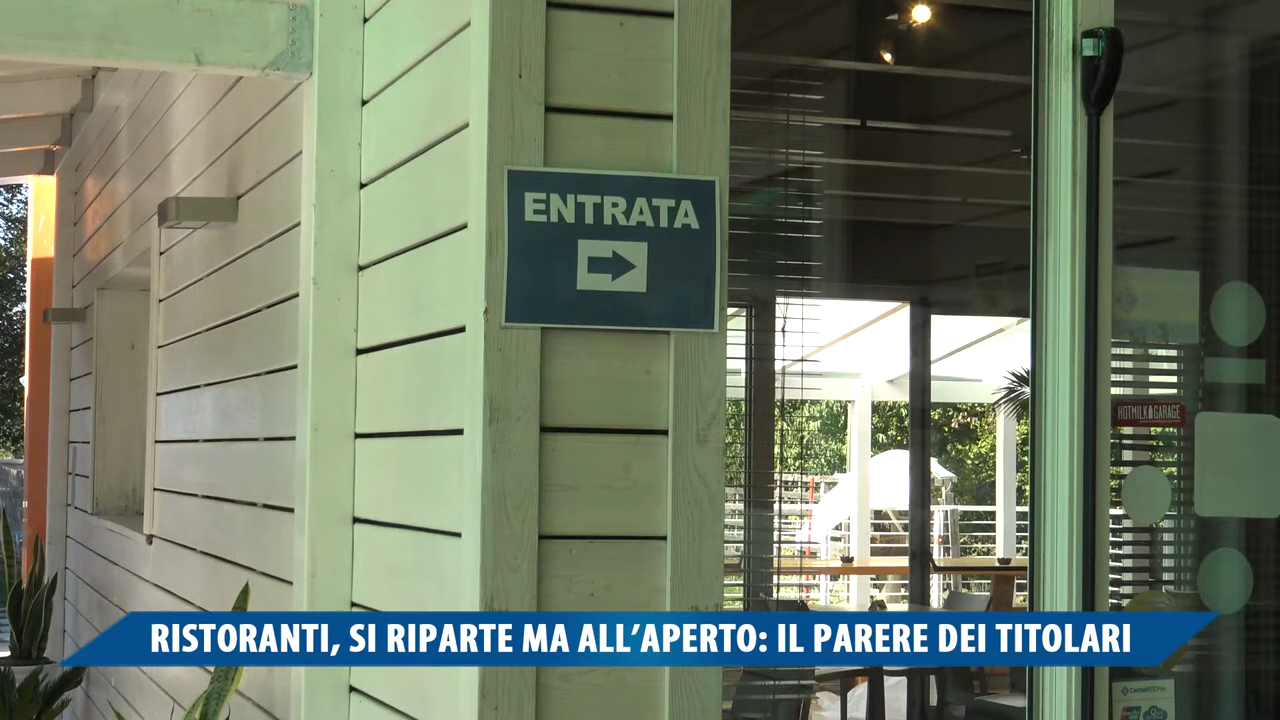 ENTRATA
HOTMILK GARAGE
RISTORANTI, SI RIPARTE MA ALL'APERTO: IL PARERE DEI TITOLARI